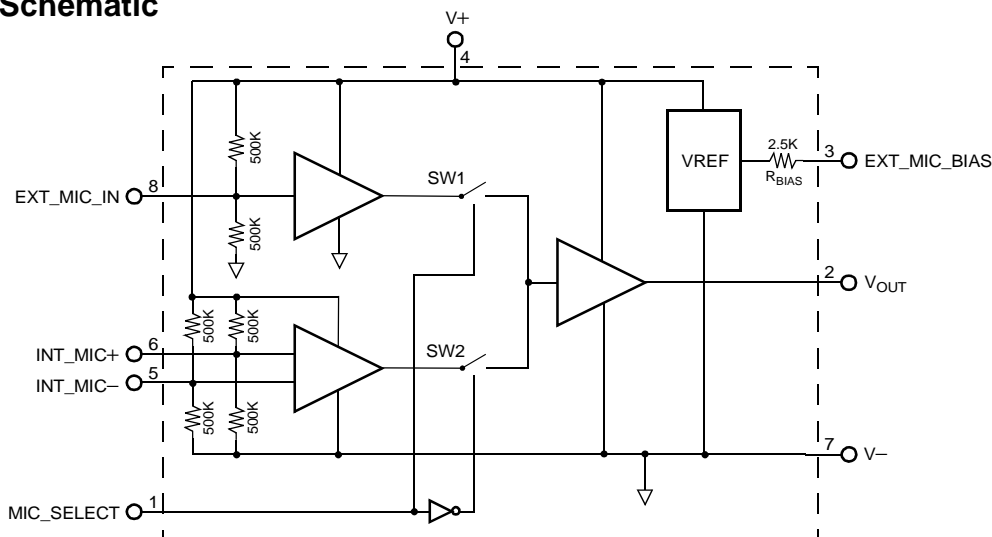 Schematic
V+
4
500K
VREF
2.5K
R_BIAS
3
EXT_MIC_BIAS
EXT_MIC_IN
8
SW1
500K
2
V_OUT
500K
500K
INT_MIC+
6
SW2
INT_MIC−
5
500K
500K
7
V−
MIC_SELECT
1